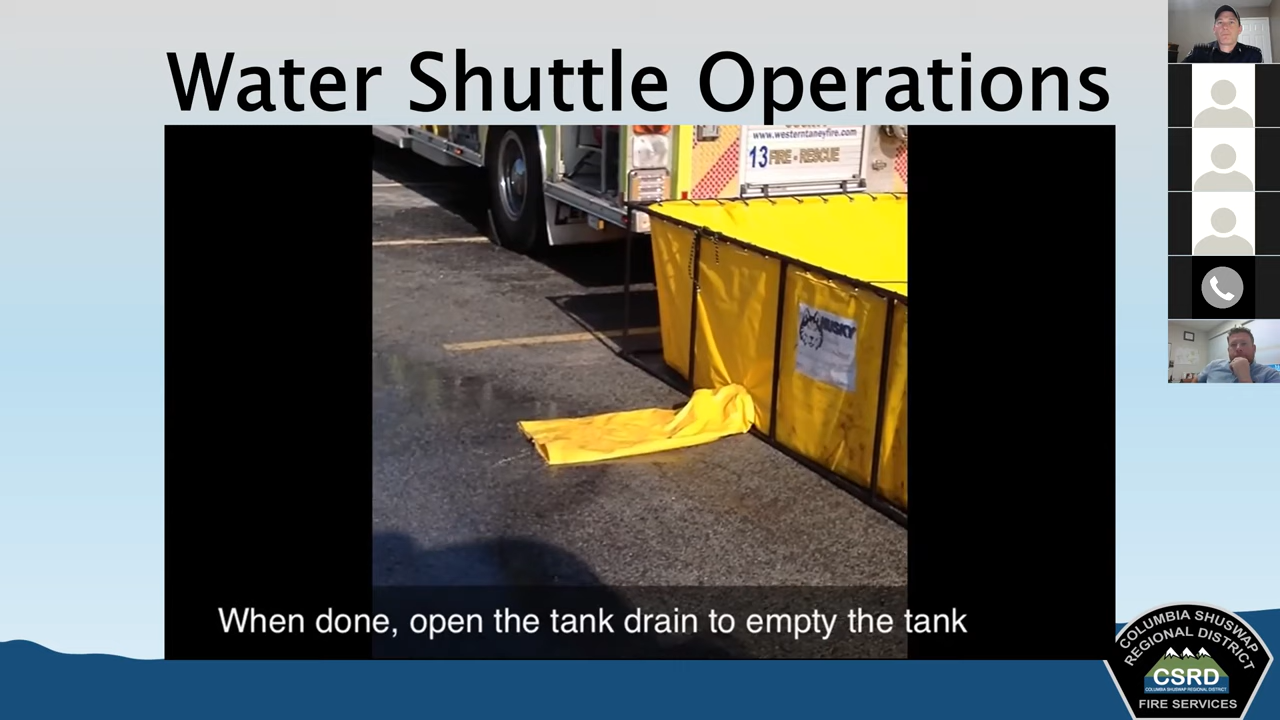 Water Shuttle Operations
www.westerntaneyfire.com
13 FIRE - RESCUE
HUSKY
When done, open the tank drain to empty the tank
COLUMBIA SHUSWAP
REGIONAL DISTRICT
CSRD
COLUMBIA SHUSWAP REGIONAL DISTRICT
FIRE SERVICES